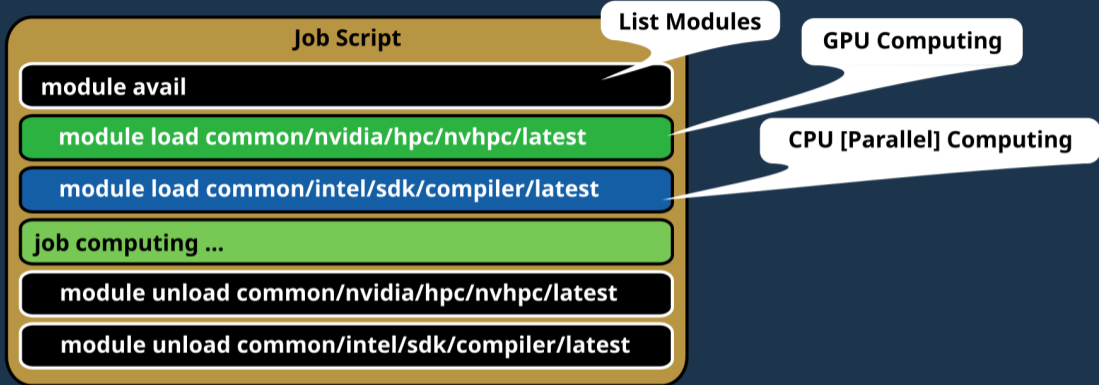 List Modules
Job Script
GPU Computing
module avail
module load common/nvidia/hpc/nvhpc/latest
CPU [Parallel] Computing
module load common/intel/sdk/compiler/latest
job computing ...
module unload common/nvidia/hpc/nvhpc/latest
module unload common/intel/sdk/compiler/latest